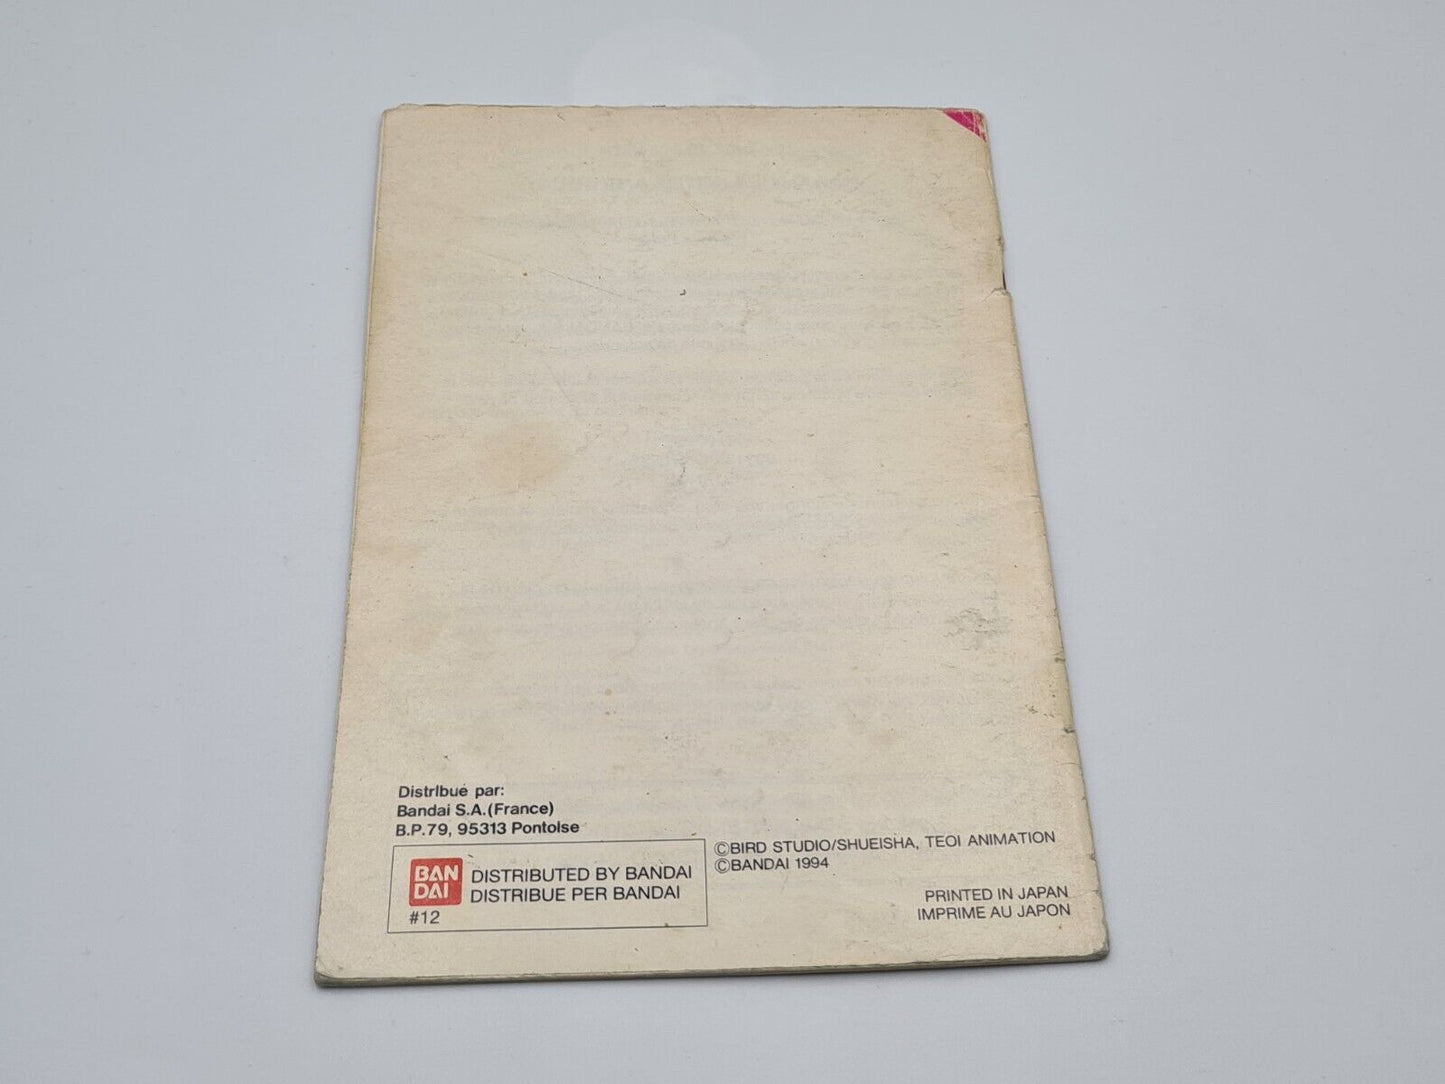 Distribué par:
Bandai S.A.(France)
B.P.79, 95313 Pontoise
BAN
DAI
DISTRIBUTED BY BANDAI
DISTRIBUE PER BANDAI
#12
©BIRD STUDIO/SHUEISHA, TEOI ANIMATION
©BANDAI 1994
PRINTED IN JAPAN
IMPRIME AU JAPON